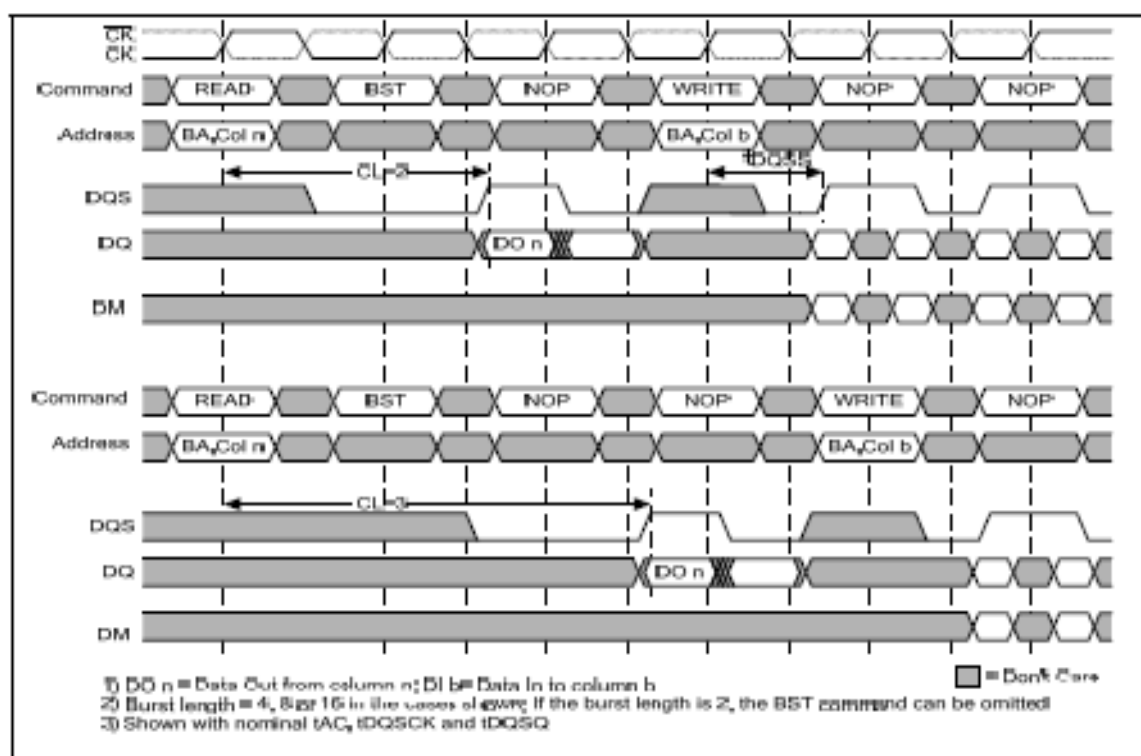 CK
CK
Command READ BST NOP WRITE NOP NOP
Address BA,Col n BA,Col b
CL=2 tDQSS
DQS
DQ DO n
DM
Command READ BST NOP NOP WRITE NOP
Address BA,Col n BA,Col b
CL=3
DQS
DQ DO n
DM
1) DO n = Data Out from column n; DI b= Data In to column b
= Don't Care
2) Burst length = 4, 8 or 16 in the cases shown; If the burst length is 2, the BST command can be omitted
3) Shown with nominal tAC, tDQSCK and tDQSQ